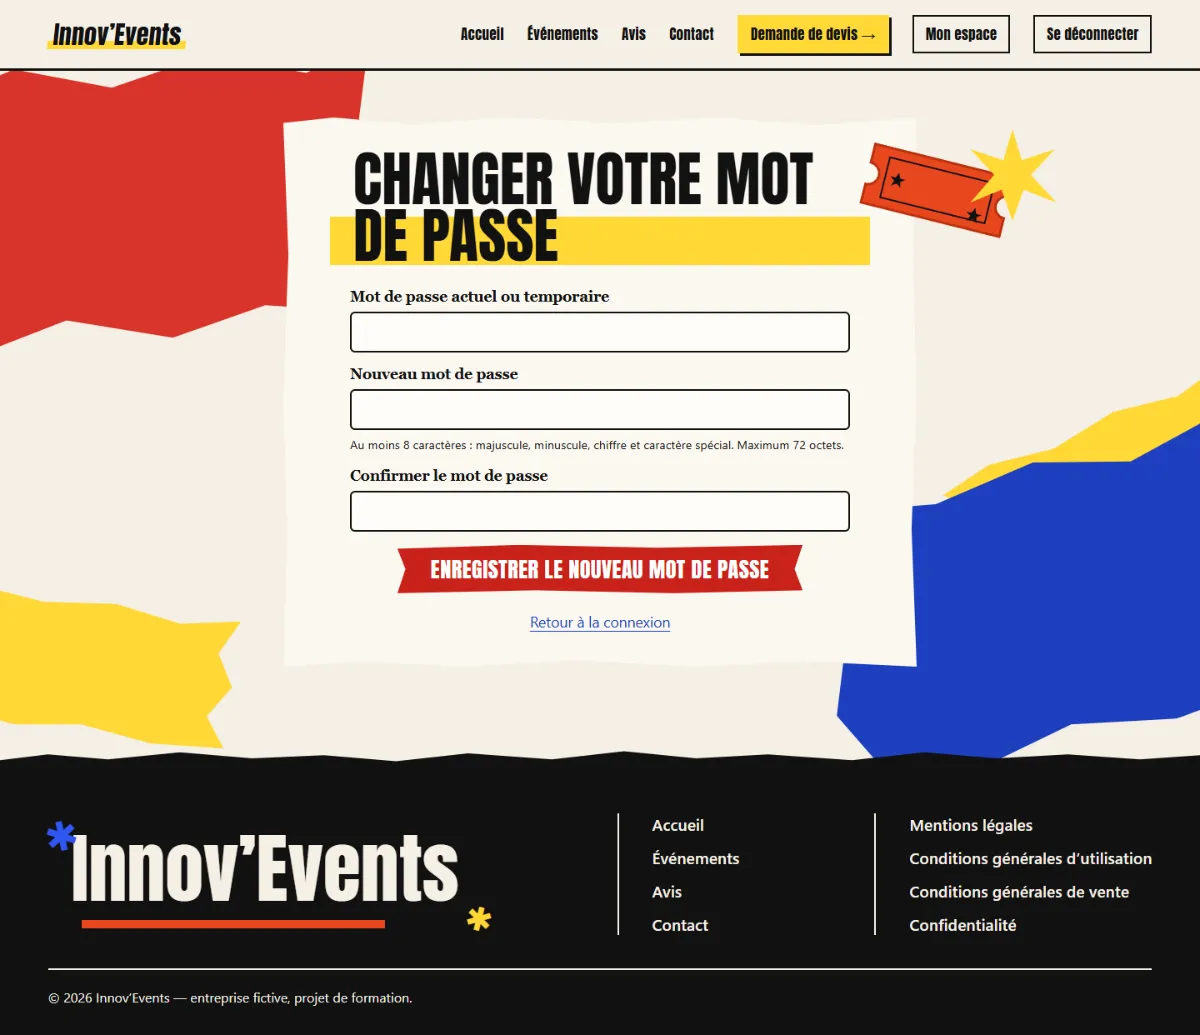 Innov’Events
Accueil
Événements
Avis
Contact
Demande de devis →
Mon espace
Se déconnecter
CHANGER VOTRE MOT
DE PASSE
Mot de passe actuel ou temporaire
Nouveau mot de passe
Au moins 8 caractères : majuscule, minuscule, chiffre et caractère spécial. Maximum 72 octets.
Confirmer le mot de passe
ENREGISTRER LE NOUVEAU MOT DE PASSE
Retour à la connexion
Innov’Events
Accueil
Événements
Avis
Contact
Mentions légales
Conditions générales d’utilisation
Conditions générales de vente
Confidentialité
© 2026 Innov’Events — entreprise fictive, projet de formation.